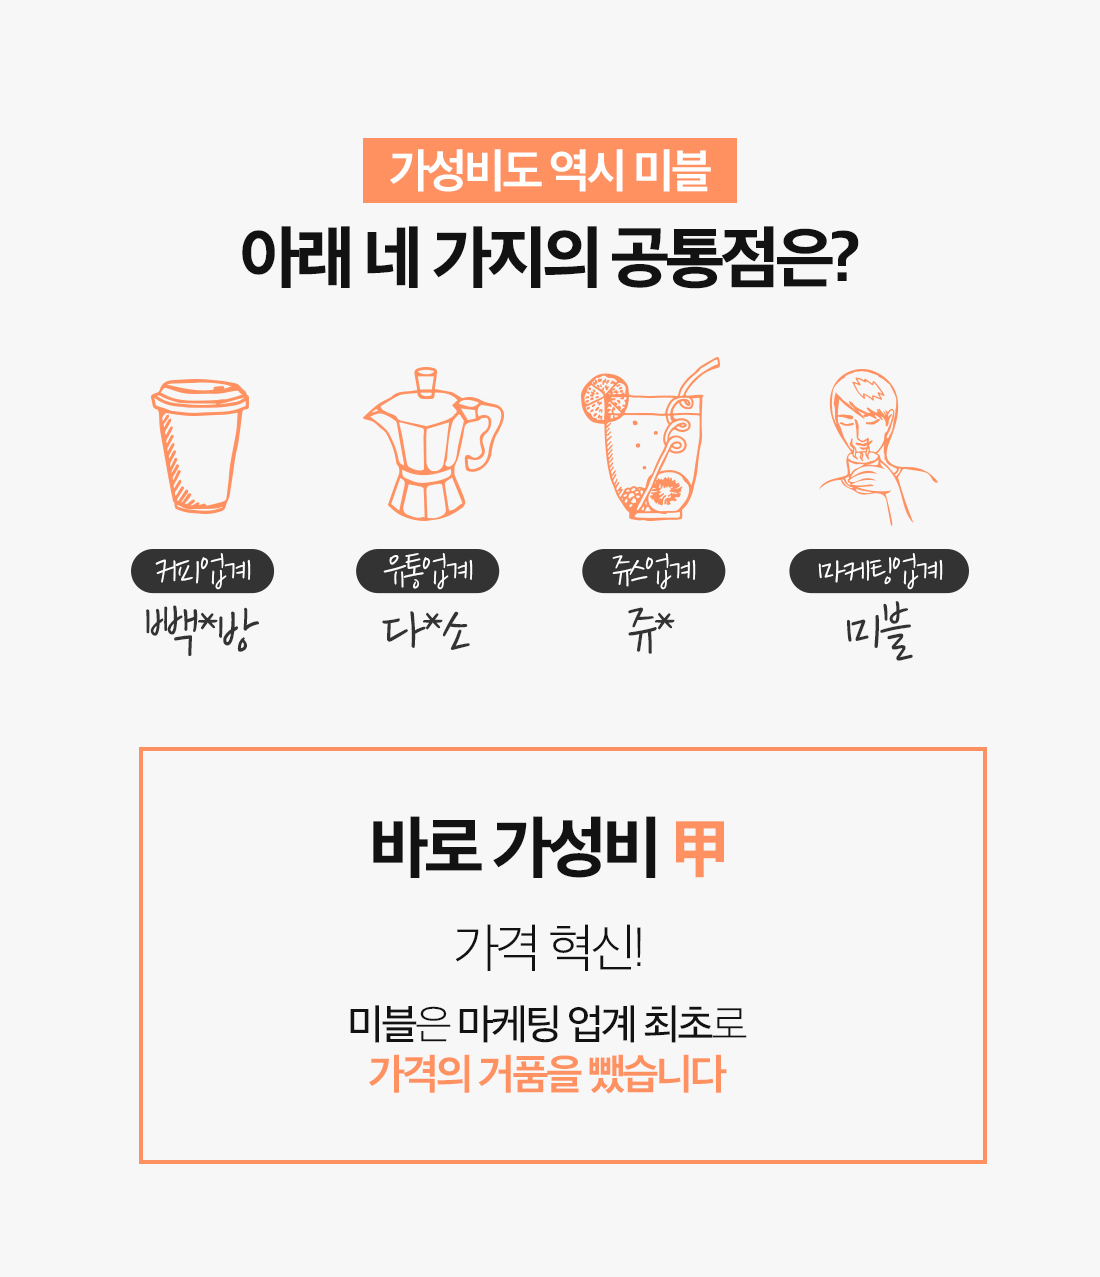 가성비도 역시 미블
아래 네 가지의 공통점은?
커피업계 유통업계 쥬스업계 마케팅업계
빽*방 다*소 쥬* 미블
바로 가성비 甲
가격 혁신!
미블은 마케팅 업계 최초로
가격의 거품을 뺐습니다